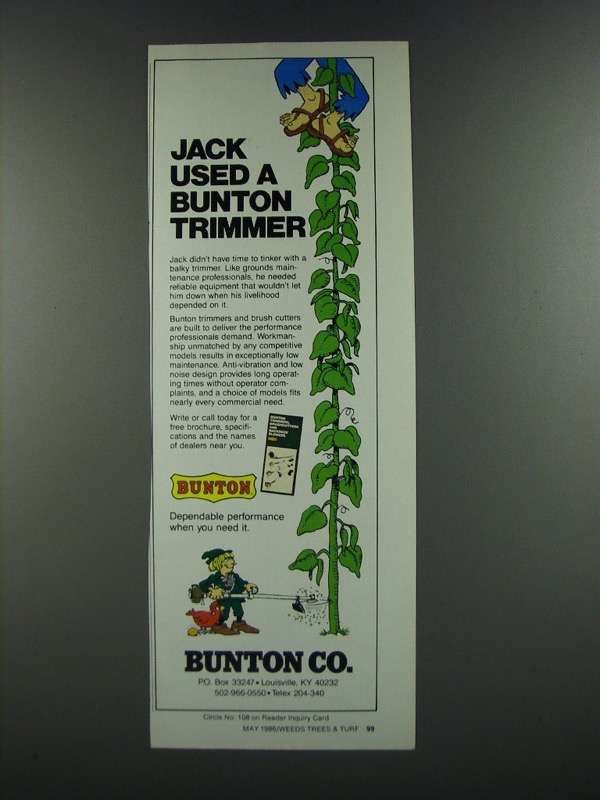 JACK
USED A
BUNTON
TRIMMER
Jack didn't have time to tinker with a
balky trimmer. Like grounds main-
tenance professionals, he needed
reliable equipment that wouldn't let
him down when his livelihood
depended on it.
Bunton trimmers and brush cutters
are built to deliver the performance
professionals demand. Workman-
ship unmatched by any competitive
models results in exceptionally low
maintenance. Anti-vibration and low
noise design provides long operat-
ing times without operator com-
plaints, and a choice of models fits
nearly every commercial need.
Write or call today for a
free brochure, specifi-
cations and the names
of dealers near you.
BUNTON
TRIMMERS,
BRUSHCUTTERS
AND
BACKPACK
BLOWERS
BUNTON
Dependable performance
when you need it.
BUNTON CO.
P.O. Box 33247 • Louisville, KY 40232
502-966-0550 • Telex 204-340
Circle No. 108 on Reader Inquiry Card
MAY 1986/WEEDS TREES & TURF 99